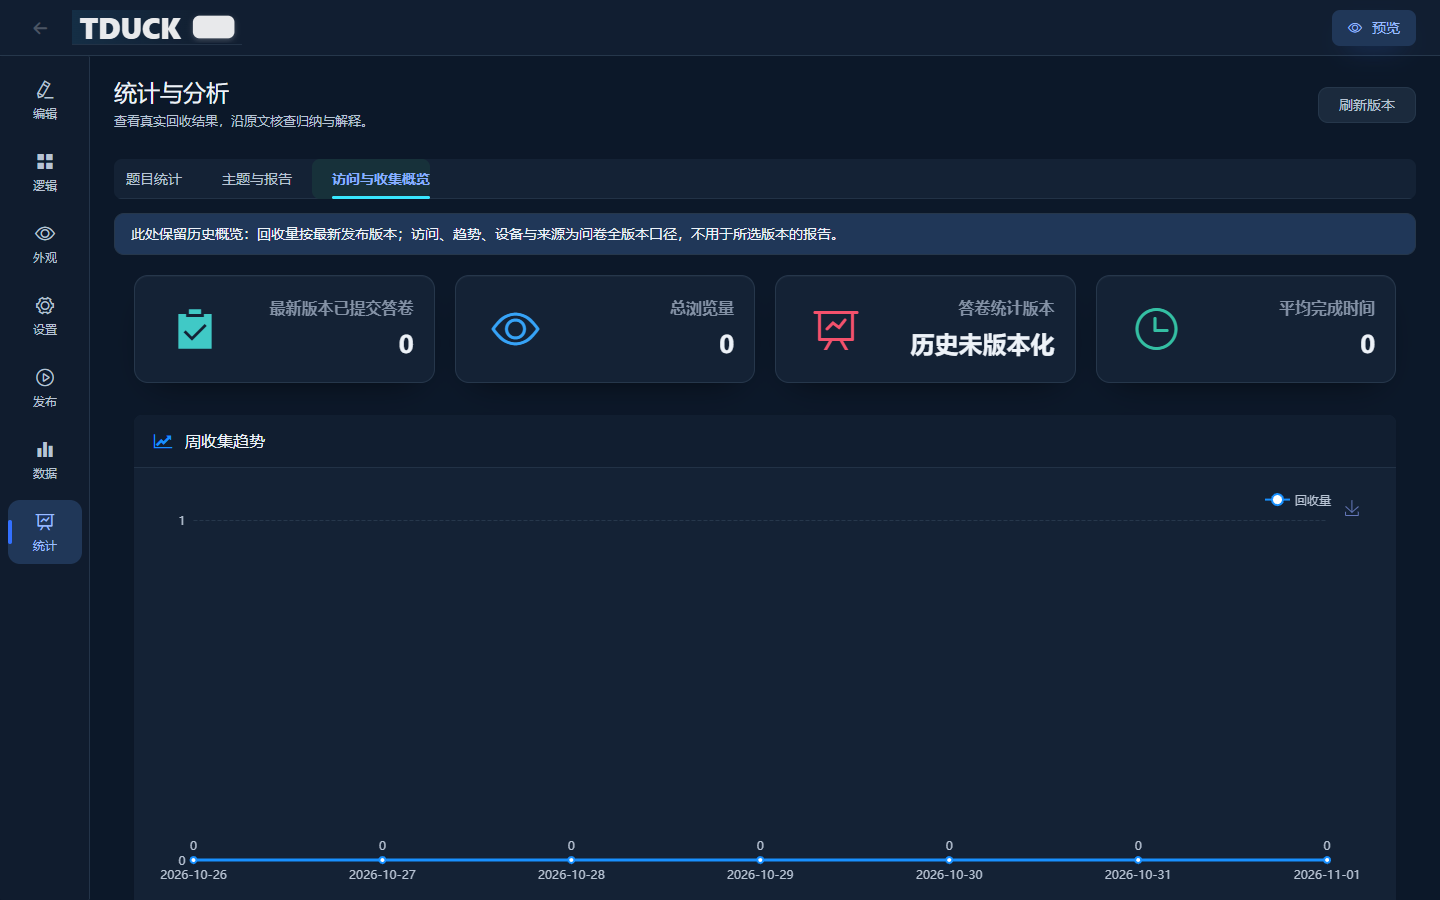 TDUCK
预览
编辑
逻辑
外观
设置
发布
数据
统计
统计与分析
查看真实回收结果，沿原文核查归纳与解释。
刷新版本
题目统计
主题与报告
访问与收集概览
此处保留历史概览：回收量按最新发布版本；访问、趋势、设备与来源为问卷全版本口径，不用于所选版本的报告。
最新版本已提交答卷
0
总浏览量
0
答卷统计版本
历史未版本化
平均完成时间
0
周收集趋势
回收量
1
0
0 0 0 0 0 0 0
2026-10-26 2026-10-27 2026-10-28 2026-10-29 2026-10-30 2026-10-31 2026-11-01